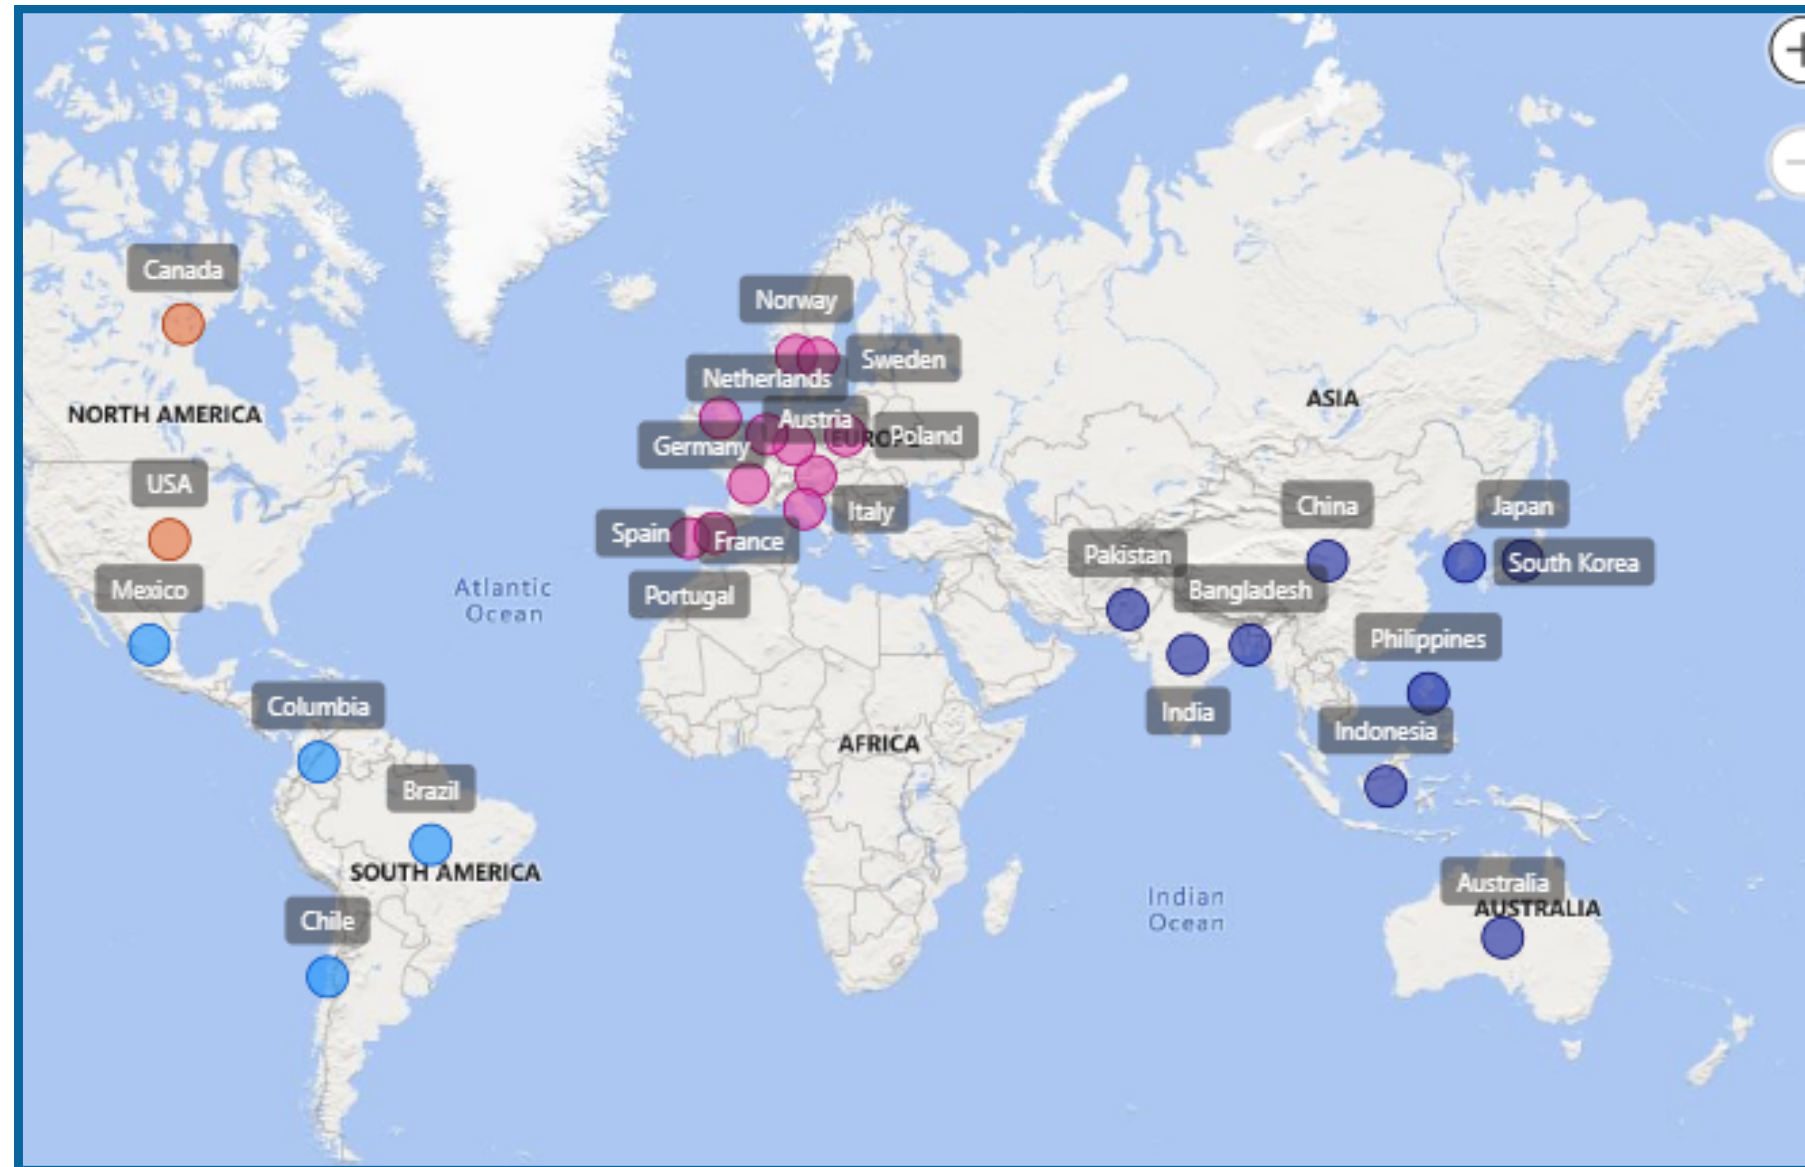 Canada
NORTH AMERICA
USA
Mexico
Columbia
Brazil
SOUTH AMERICA
Chile
Atlantic
Ocean
Norway
Sweden
Netherlands
Austria
EUROPE
Poland
Germany
Italy
Spain
France
Portugal
AFRICA
ASIA
China
Japan
South Korea
Pakistan
Bangladesh
Philippines
India
Indonesia
Indian
Ocean
Australia
AUSTRALIA